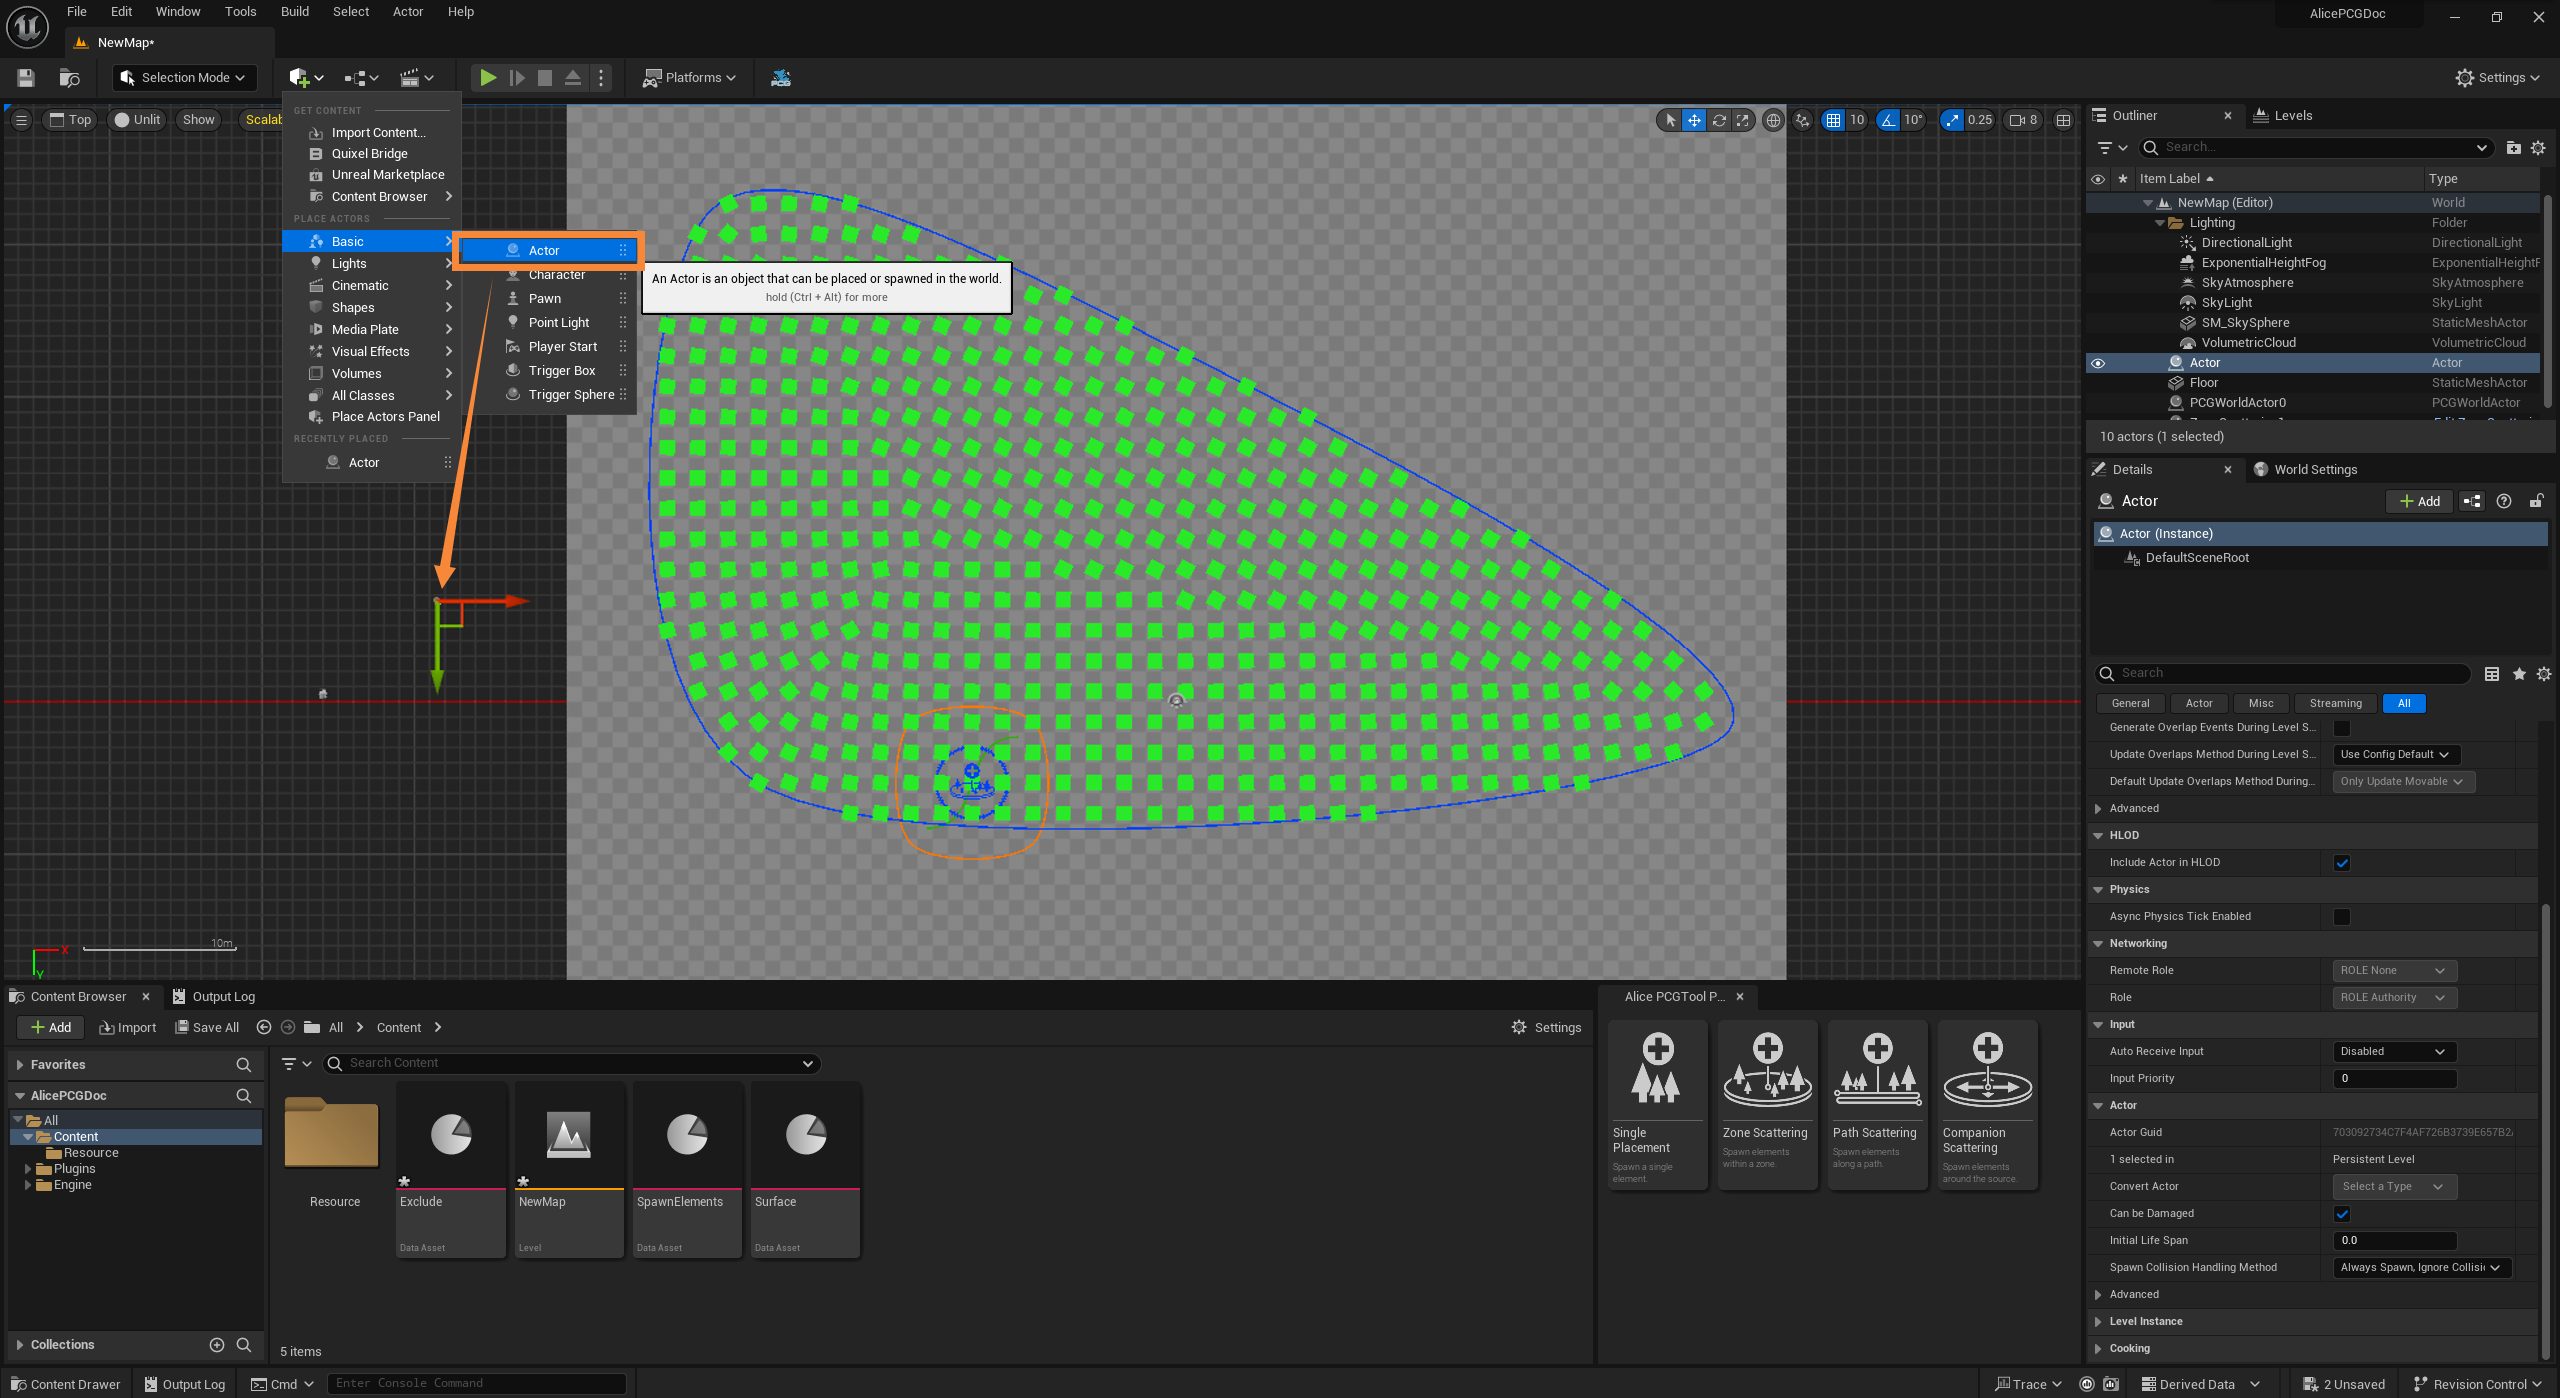 File Edit Window Tools Build Select Actor Help
AlicePCGDoc
NewMap*
Selection Mode
Platforms
Settings
Top
Unlit
Show
10
10°
0.25
8
GET CONTENT
Import Content...
Quixel Bridge
Unreal Marketplace
Content Browser
PLACE ACTORS
Basic
Lights
Cinematic
Shapes
Media Plate
Visual Effects
Volumes
All Classes
Place Actors Panel
RECENTLY PLACED
Actor
Actor
Character
Pawn
Point Light
Player Start
Trigger Box
Trigger Sphere
An Actor is an object that can be placed or spawned in the world.
hold (Ctrl + Alt) for more
10m
X
Y
Outliner
Levels
Search...
Item Label
Type
NewMap (Editor) World
Lighting Folder
DirectionalLight DirectionalLight
ExponentialHeightFog ExponentialHeightF
SkyAtmosphere SkyAtmosphere
SkyLight SkyLight
SM_SkySphere StaticMeshActor
VolumetricCloud VolumetricCloud
Actor Actor
Floor StaticMeshActor
PCGWorldActor0 PCGWorldActor
10 actors (1 selected)
Details
World Settings
Actor
Add
Actor (Instance)
DefaultSceneRoot
Search
General Actor Misc Streaming All
Generate Overlap Events During Level S...
Update Overlaps Method During Level S... Use Config Default
Default Update Overlaps Method During... Only Update Movable
Advanced
HLOD
Include Actor in HLOD
Physics
Async Physics Tick Enabled
Networking
Remote Role ROLE None
Role ROLE Authority
Input
Auto Receive Input Disabled
Input Priority 0
Actor
Actor Guid 703092734C7F4AF726B3739E657B2
1 selected in Persistent Level
Convert Actor Select a Type
Can be Damaged
Initial Life Span 0.0
Spawn Collision Handling Method Always Spawn, Ignore Collisi
Advanced
Level Instance
Cooking
Content Browser
Output Log
Add
Import
Save All
All
Content
Settings
Favorites
Search Content
AlicePCGDoc
All
Content
Resource
Plugins
Engine
Resource
Exclude
Data Asset
NewMap
Level
SpawnElements
Data Asset
Surface
Data Asset
Collections
5 items
Alice PCGTool P...
Single
Placement
Spawn a single
element.
Zone Scattering
Spawn elements
within a zone.
Path Scattering
Spawn elements
along a path.
Companion
Scattering
Spawn elements
around the source.
Content Drawer
Output Log
Cmd
Enter Console Command
Trace
Derived Data
2 Unsaved
Revision Control